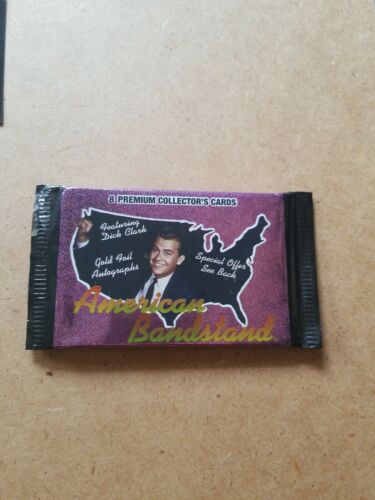 8 PREMIUM COLLECTOR'S CARDS
Featuring
Dick Clark
Gold Foil
Autographs
Special Offer
See Back
American
Bandstand